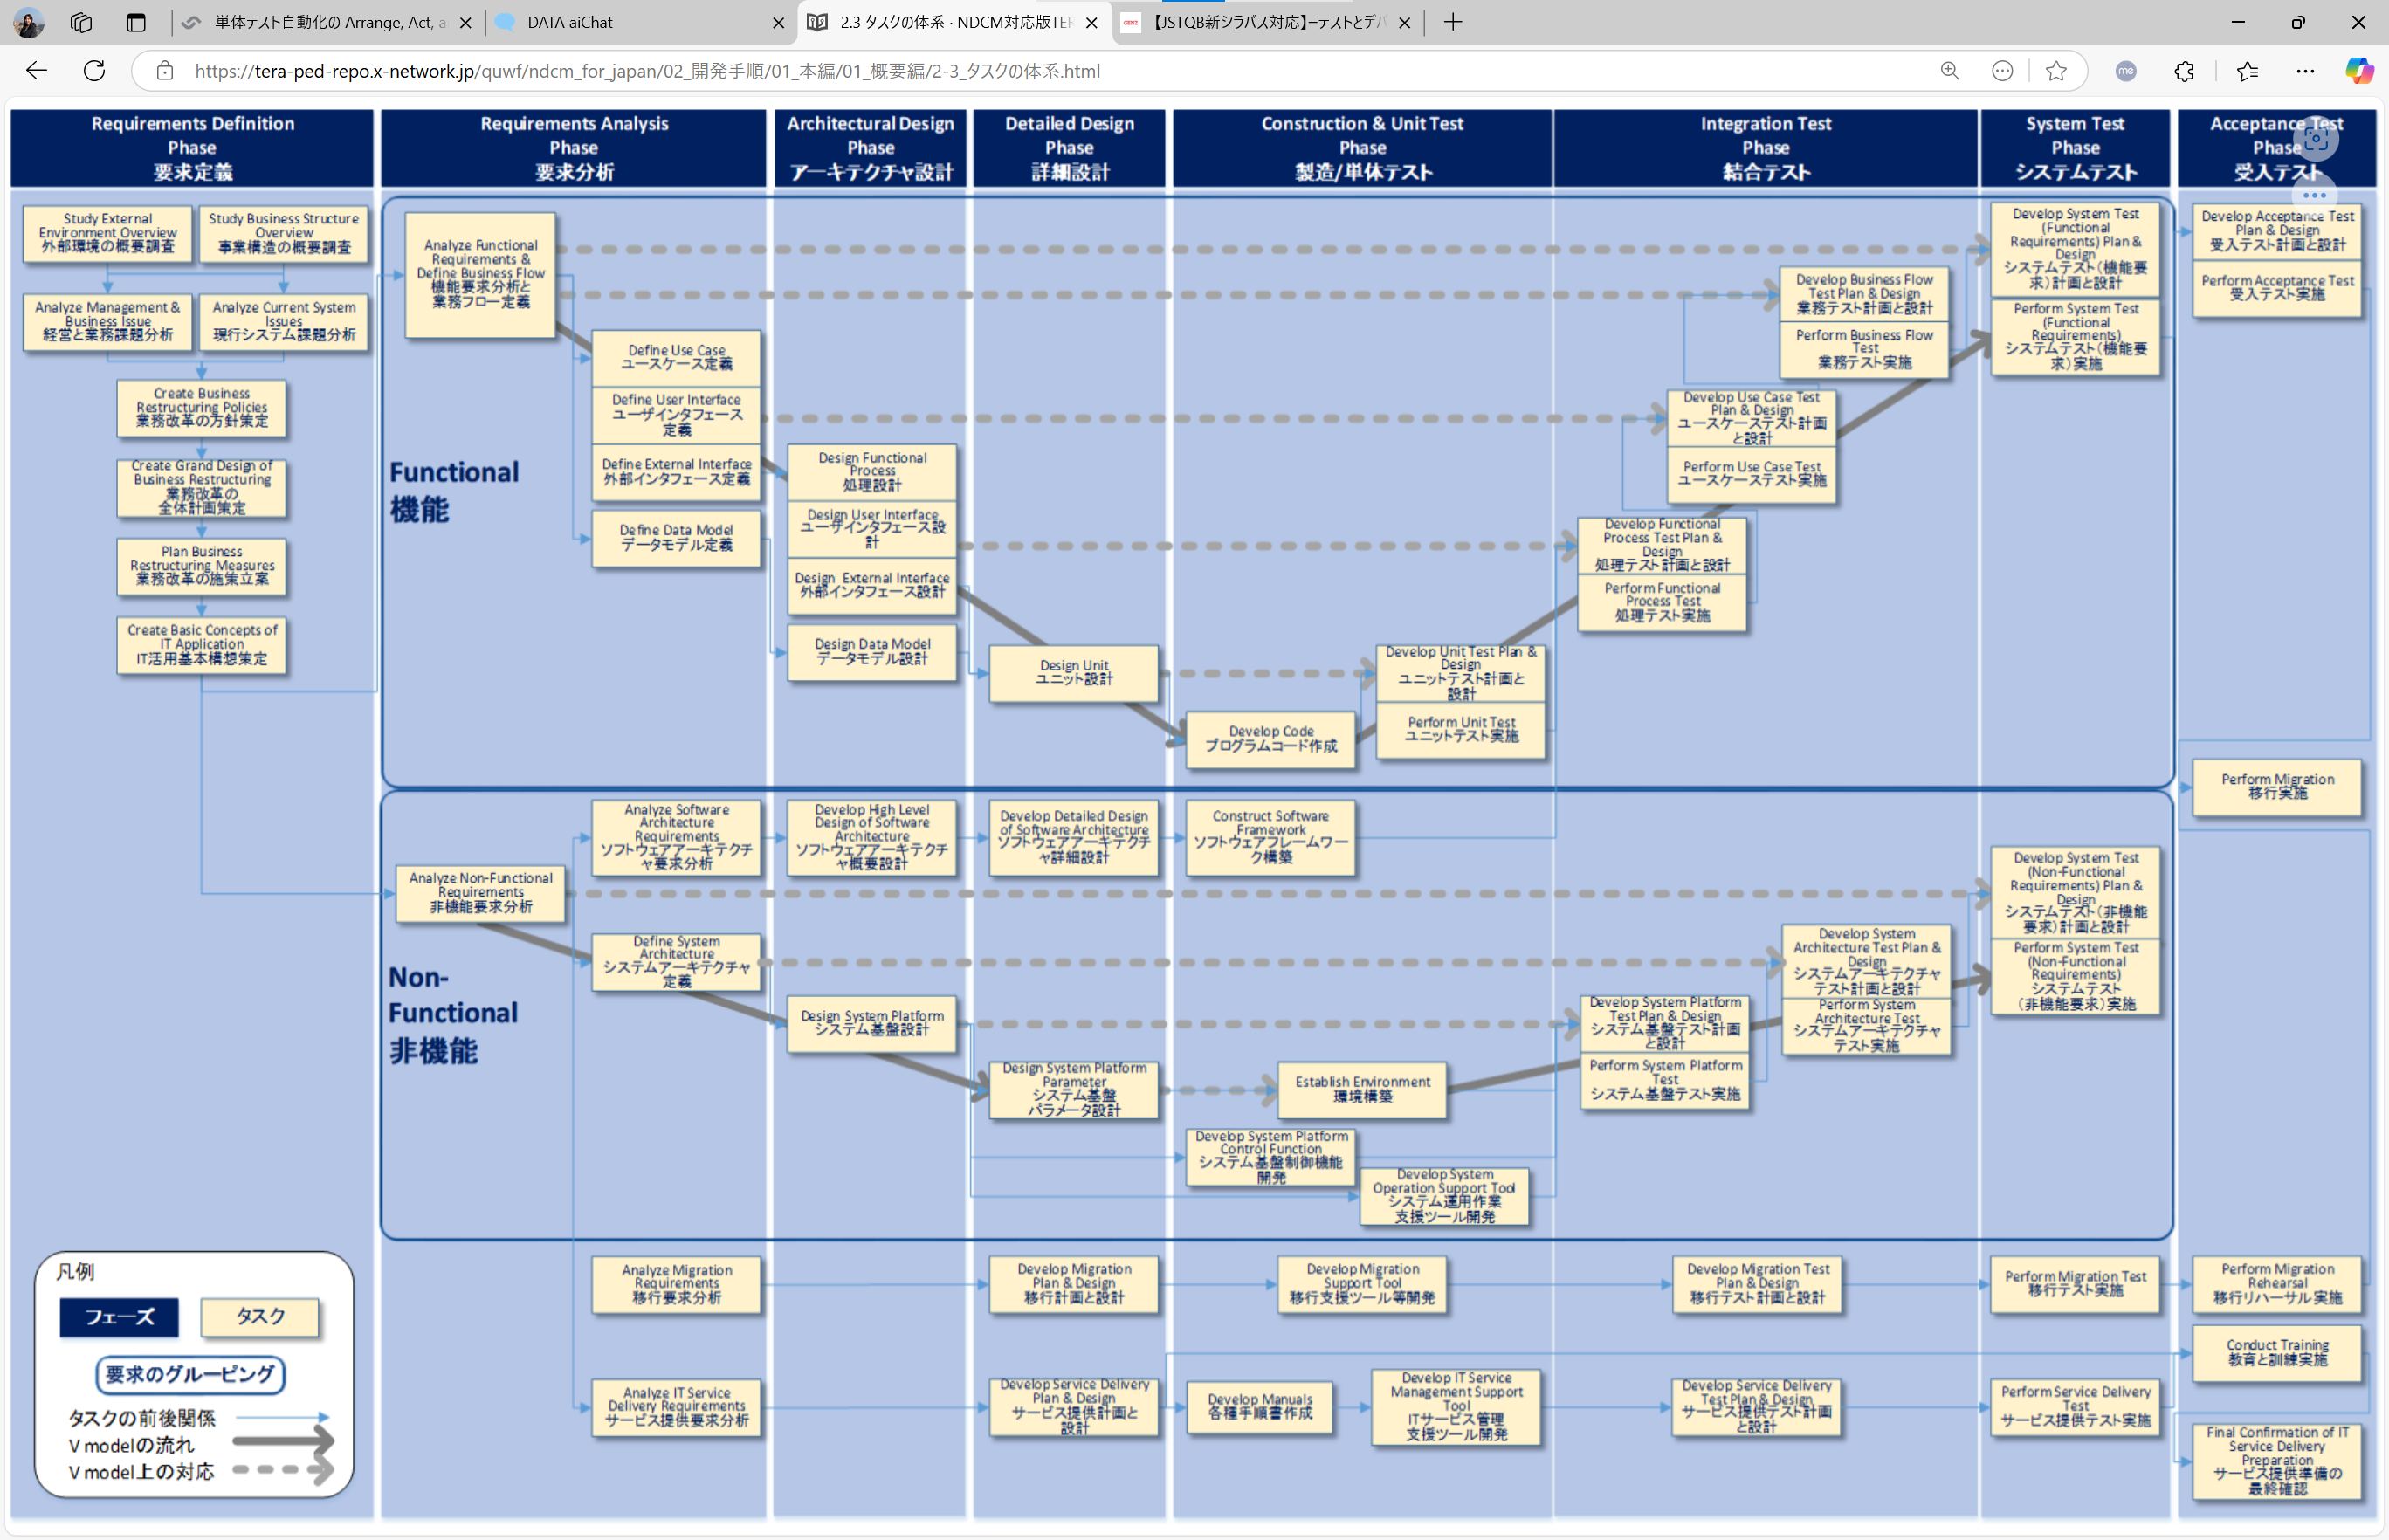 単体テスト自動化の Arrange, Act, a
DATA aiChat
2.3 タスクの体系 · NDCM対応版TER
【JSTQB新シラバス対応】–テストとデバ
https://tera-ped-repo.x-network.jp/quwf/ndcm_for_japan/02_開発手順/01_本編/01_概要編/2-3_タスクの体系.html
me
Requirements Definition
Phase
要求定義
Requirements Analysis
Phase
要求分析
Architectural Design
Phase
アーキテクチャ設計
Detailed Design
Phase
詳細設計
Construction & Unit Test
Phase
製造/単体テスト
Integration Test
Phase
結合テスト
System Test
Phase
システムテスト
Acceptance Test
Phase
受入テスト
Study External
Environment Overview
外部環境の概要調査
Study Business Structure
Overview
事業構造の概要調査
Analyze Management &
Business Issue
経営と業務課題分析
Analyze Current System
Issues
現行システム課題分析
Create Business
Restructuring Policies
業務改革の方針策定
Create Grand Design of
Business Restructuring
業務改革の
全体計画策定
Plan Business
Restructuring Measures
業務改革の施策立案
Create Basic Concepts of
IT Application
IT活用基本構想策定
Functional
機能
Analyze Functional
Requirements &
Define Business Flow
機能要求分析と
業務フロー定義
Define Use Case
ユースケース定義
Define User Interface
ユーザインタフェース
定義
Define External Interface
外部インタフェース定義
Define Data Model
データモデル定義
Design Functional
Process
処理設計
Design User Interface
ユーザインタフェース設
計
Design External Interface
外部インタフェース設計
Design Data Model
データモデル設計
Design Unit
ユニット設計
Develop Code
プログラムコード作成
Develop Unit Test Plan &
Design
ユニットテスト計画と
設計
Perform Unit Test
ユニットテスト実施
Develop Functional
Process Test Plan &
Design
処理テスト計画と設計
Perform Functional
Process Test
処理テスト実施
Develop Use Case Test
Plan & Design
ユースケーステスト計画
と設計
Perform Use Case Test
ユースケーステスト実施
Develop Business Flow
Test Plan & Design
業務テスト計画と設計
Perform Business Flow
Test
業務テスト実施
Develop System Test
(Functional
Requirements) Plan &
Design
システムテスト(機能要
求)計画と設計
Perform System Test
(Functional
Requirements)
システムテスト(機能要
求)実施
Develop Acceptance Test
Plan & Design
受入テスト計画と設計
Perform Acceptance Test
受入テスト実施
Perform Migration
移行実施
Non-
Functional
非機能
Analyze Non-Functional
Requirements
非機能要求分析
Analyze Software
Architecture
Requirements
ソフトウェアアーキテクチ
ャ要求分析
Develop High Level
Design of Software
Architecture
ソフトウェアアーキテクチ
ャ概要設計
Develop Detailed Design
of Software Architecture
ソフトウェアアーキテクチ
ャ詳細設計
Construct Software
Framework
ソフトウェアフレームワー
ク構築
Define System
Architecture
システムアーキテクチャ
定義
Design System Platform
システム基盤設計
Design System Platform
Parameter
システム基盤
パラメータ設計
Establish Environment
環境構築
Develop System Platform
Control Function
システム基盤制御機能
開発
Develop System
Operation Support Tool
システム運用作業
支援ツール開発
Develop System Platform
Test Plan & Design
システム基盤テスト計画
と設計
Perform System Platform
Test
システム基盤テスト実施
Develop System
Architecture Test Plan &
Design
システムアーキテクチャ
テスト計画と設計
Perform System
Architecture Test
システムアーキテクチャ
テスト実施
Develop System Test
(Non-Functional
Requirements) Plan &
Design
システムテスト(非機能
要求)計画と設計
Perform System Test
(Non-Functional
Requirements)
システムテスト
(非機能要求)実施
Analyze Migration
Requirements
移行要求分析
Develop Migration
Plan & Design
移行計画と設計
Develop Migration
Support Tool
移行支援ツール等開発
Develop Migration Test
Plan & Design
移行テスト計画と設計
Perform Migration Test
移行テスト実施
Perform Migration
Rehearsal
移行リハーサル実施
Conduct Training
教育と訓練実施
Analyze IT Service
Delivery Requirements
サービス提供要求分析
Develop Service Delivery
Plan & Design
サービス提供計画と
設計
Develop Manuals
各種手順書作成
Develop IT Service
Management Support
Tool
ITサービス管理
支援ツール開発
Develop Service Delivery
Test Plan & Design
サービス提供テスト計画
と設計
Perform Service Delivery
Test
サービス提供テスト実施
Final Confirmation of IT
Service Delivery
Preparation
サービス提供準備の
最終確認
凡例
フェーズ
タスク
要求のグルーピング
タスクの前後関係
V modelの流れ
V model上の対応